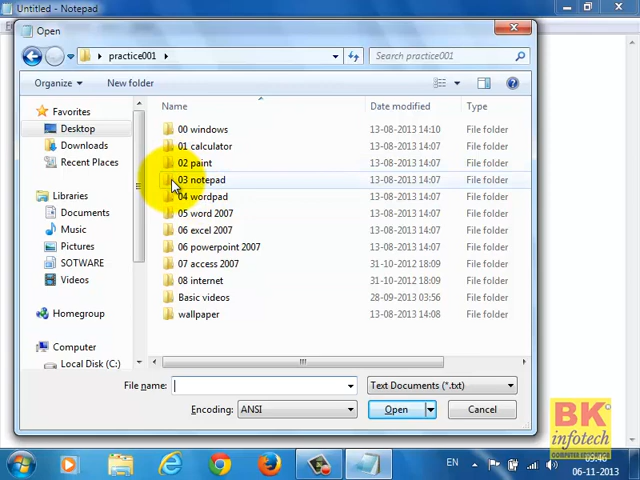 Untitled - Notepad
Open
practice001
Search practice001
Organize
New folder
Name
Date modified
Type
Favorites
Desktop
Downloads
Recent Places
Libraries
Documents
Music
Pictures
SOTWARE
Videos
Homegroup
Computer
Local Disk (C:)
00 windows 13-08-2013 14:10 File folder
01 calculator 13-08-2013 14:07 File folder
02 paint 13-08-2013 14:07 File folder
03 notepad 13-08-2013 14:07 File folder
04 wordpad 13-08-2013 14:07 File folder
05 word 2007 13-08-2013 14:07 File folder
06 excel 2007 13-08-2013 14:07 File folder
06 powerpoint 2007 13-08-2013 14:07 File folder
07 access 2007 31-10-2012 18:09 File folder
08 internet 31-10-2012 18:09 File folder
Basic videos 28-09-2013 03:56 File folder
wallpaper 13-08-2013 14:08 File folder
File name:
Text Documents (*.txt)
Encoding:
ANSI
Open
Cancel
BK
infotech
EN
06-11-2013